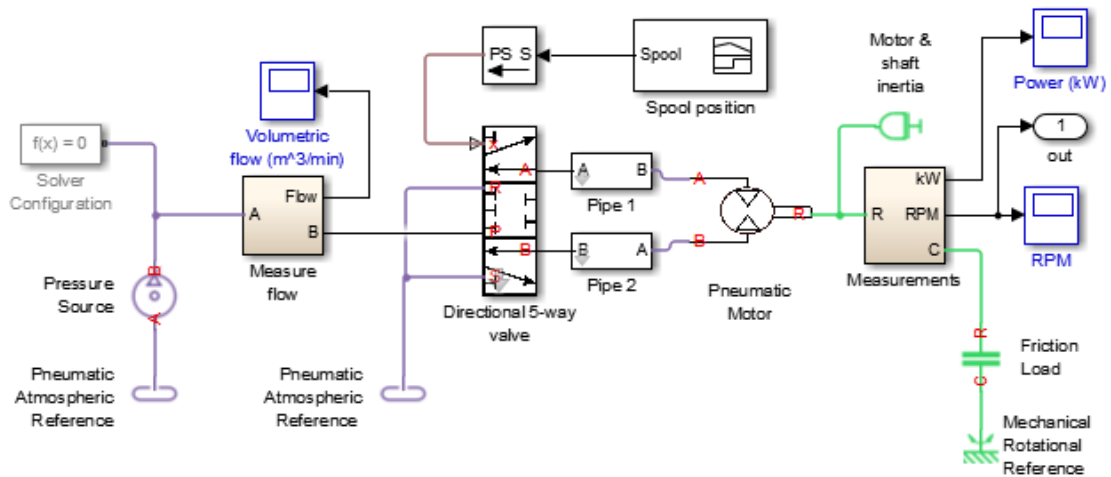 f(x) = 0
Solver
Configuration
Volumetric
flow (m^3/min)
A
Flow
B
Measure
flow
B
A
Pressure
Source
Pneumatic
Atmospheric
Reference
Pneumatic
Atmospheric
Reference
PS S
Spool
Spool position
x
A
R
P
B
S
Directional 5-way
valve
A
B
Pipe 1
B
A
Pipe 2
A
B
R
Pneumatic
Motor
Motor &
shaft
inertia
R
kW
RPM
C
Measurements
Power (kW)
1
out
RPM
R
C
Friction
Load
Mechanical
Rotational
Reference